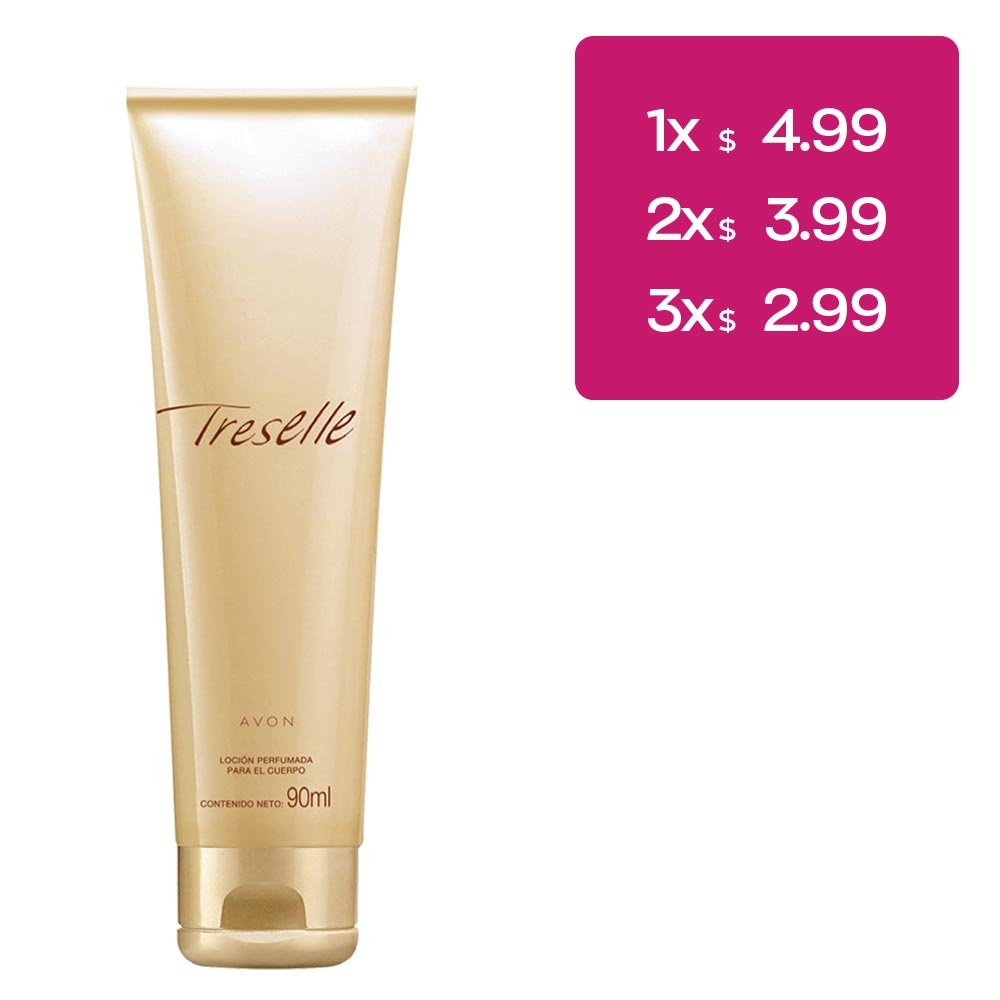 Treselle
AVON
LOCIÓN PERFUMADA
PARA EL CUERPO
CONTENIDO NETO: 90ml
1x $ 4.99
2x $ 3.99
3x $ 2.99